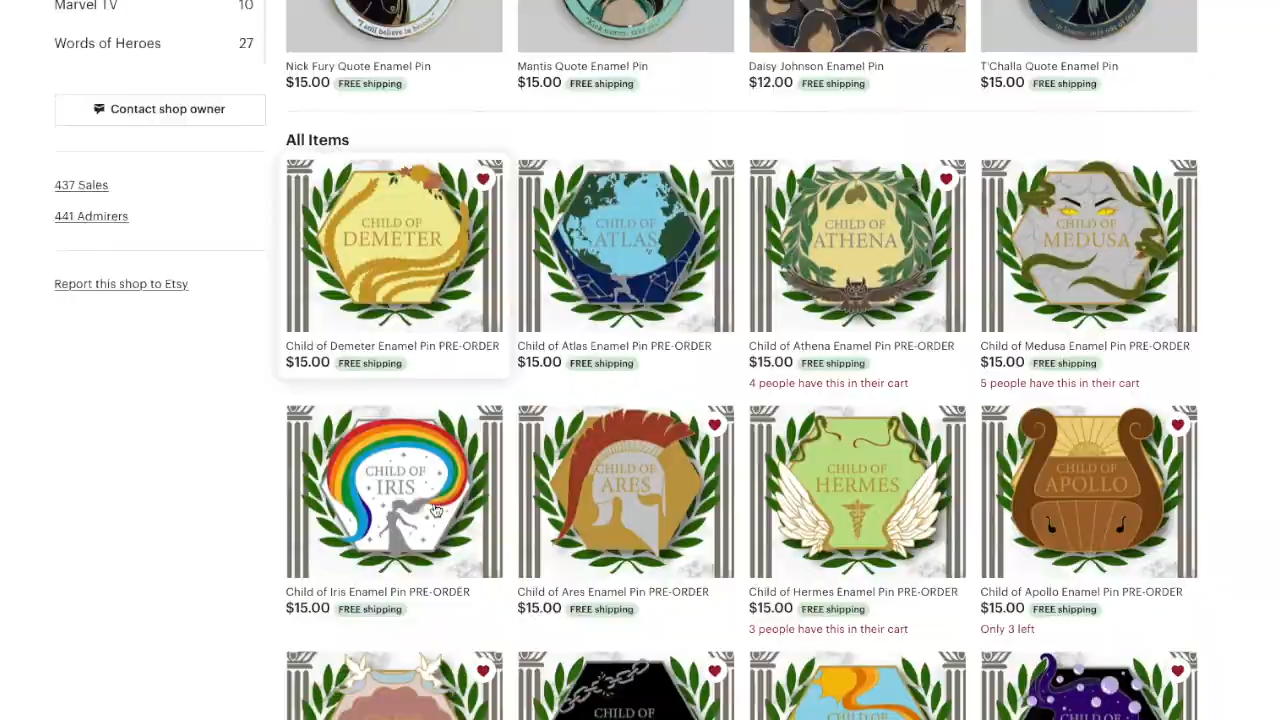 Marvel TV 10
Words of Heroes 27
Contact shop owner
437 Sales
441 Admirers
Report this shop to Etsy
"I still believe in heroes."
Nick Fury Quote Enamel Pin
$15.00 FREE shipping
Mantis Quote Enamel Pin
$15.00 FREE shipping
Daisy Johnson Enamel Pin
$12.00 FREE shipping
T'Challa Quote Enamel Pin
$15.00 FREE shipping
All Items
CHILD OF
DEMETER
CHILD OF
ATLAS
CHILD OF
ATHENA
CHILD OF
MEDUSA
Child of Demeter Enamel Pin PRE-ORDER
$15.00 FREE shipping
Child of Atlas Enamel Pin PRE-ORDER
$15.00 FREE shipping
Child of Athena Enamel Pin PRE-ORDER
$15.00 FREE shipping
4 people have this in their cart
Child of Medusa Enamel Pin PRE-ORDER
$15.00 FREE shipping
5 people have this in their cart
CHILD OF
IRIS
CHILD OF
ARES
CHILD OF
HERMES
CHILD OF
APOLLO
Child of Iris Enamel Pin PRE-ORDER
$15.00 FREE shipping
Child of Ares Enamel Pin PRE-ORDER
$15.00 FREE shipping
Child of Hermes Enamel Pin PRE-ORDER
$15.00 FREE shipping
3 people have this in their cart
Child of Apollo Enamel Pin PRE-ORDER
$15.00 FREE shipping
Only 3 left
CHILD OF